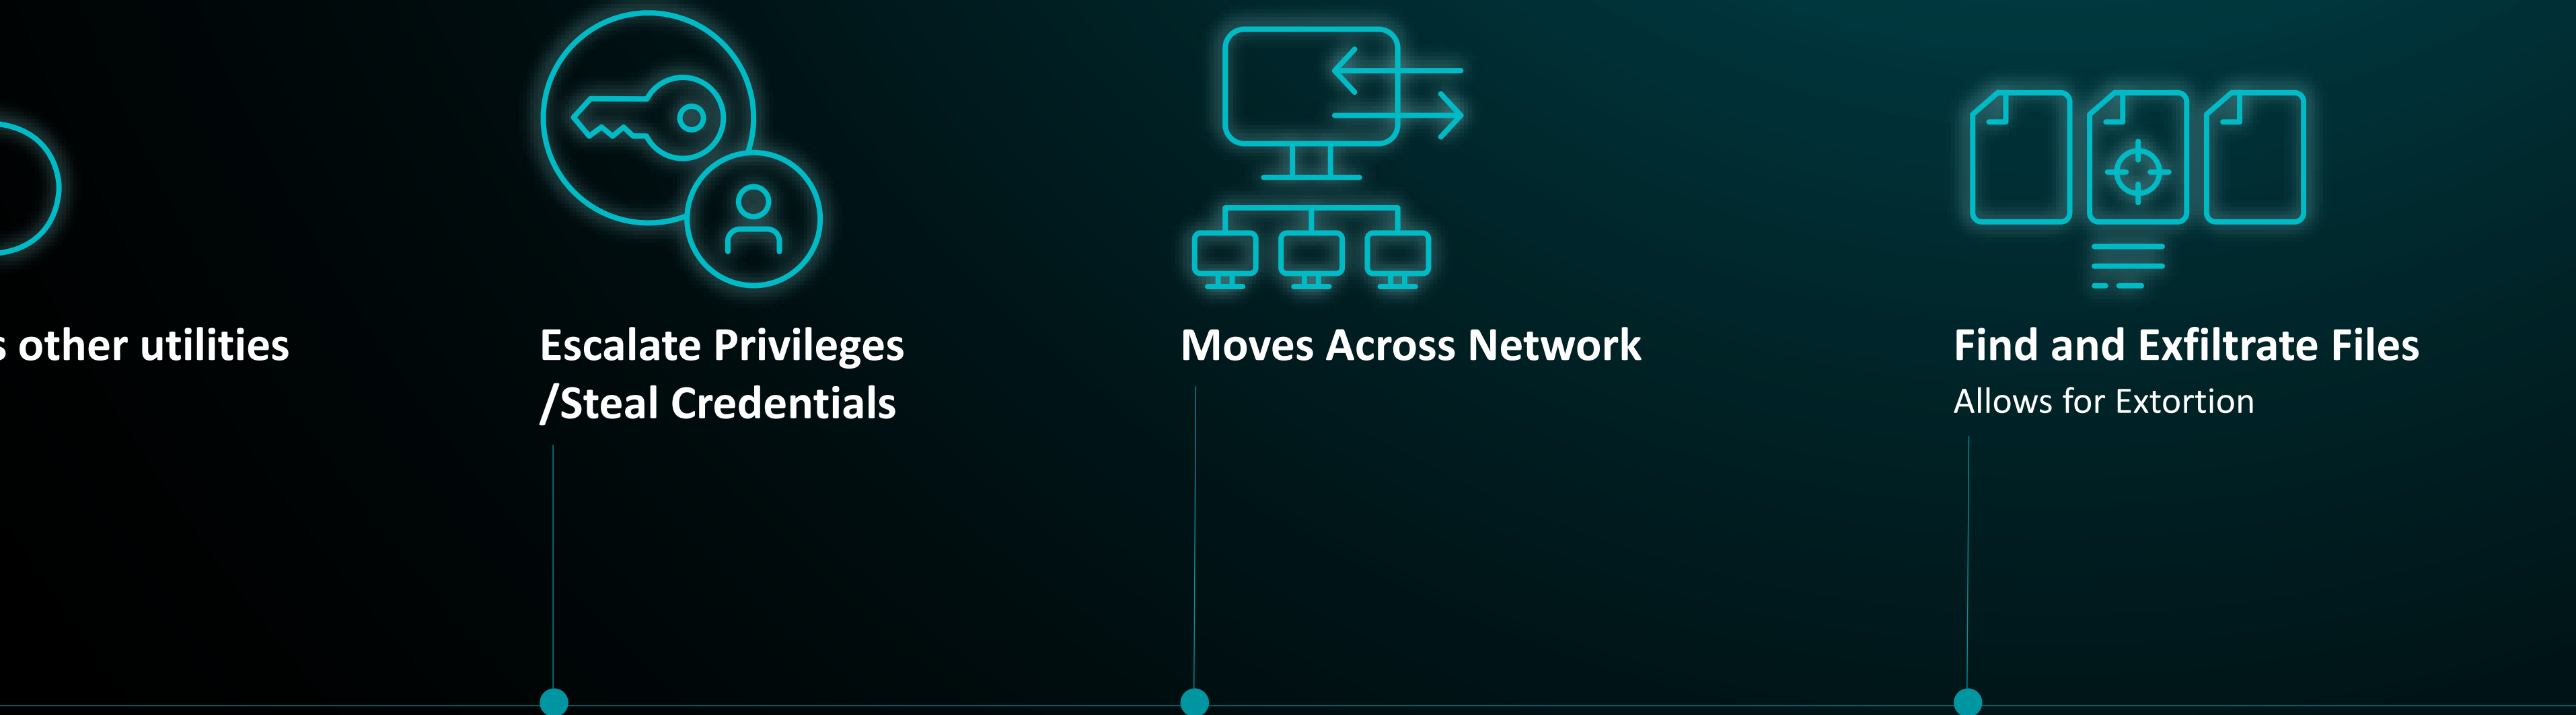 other utilities
Escalate Privileges
/Steal Credentials
Moves Across Network
Find and Exfiltrate Files
Allows for Extortion